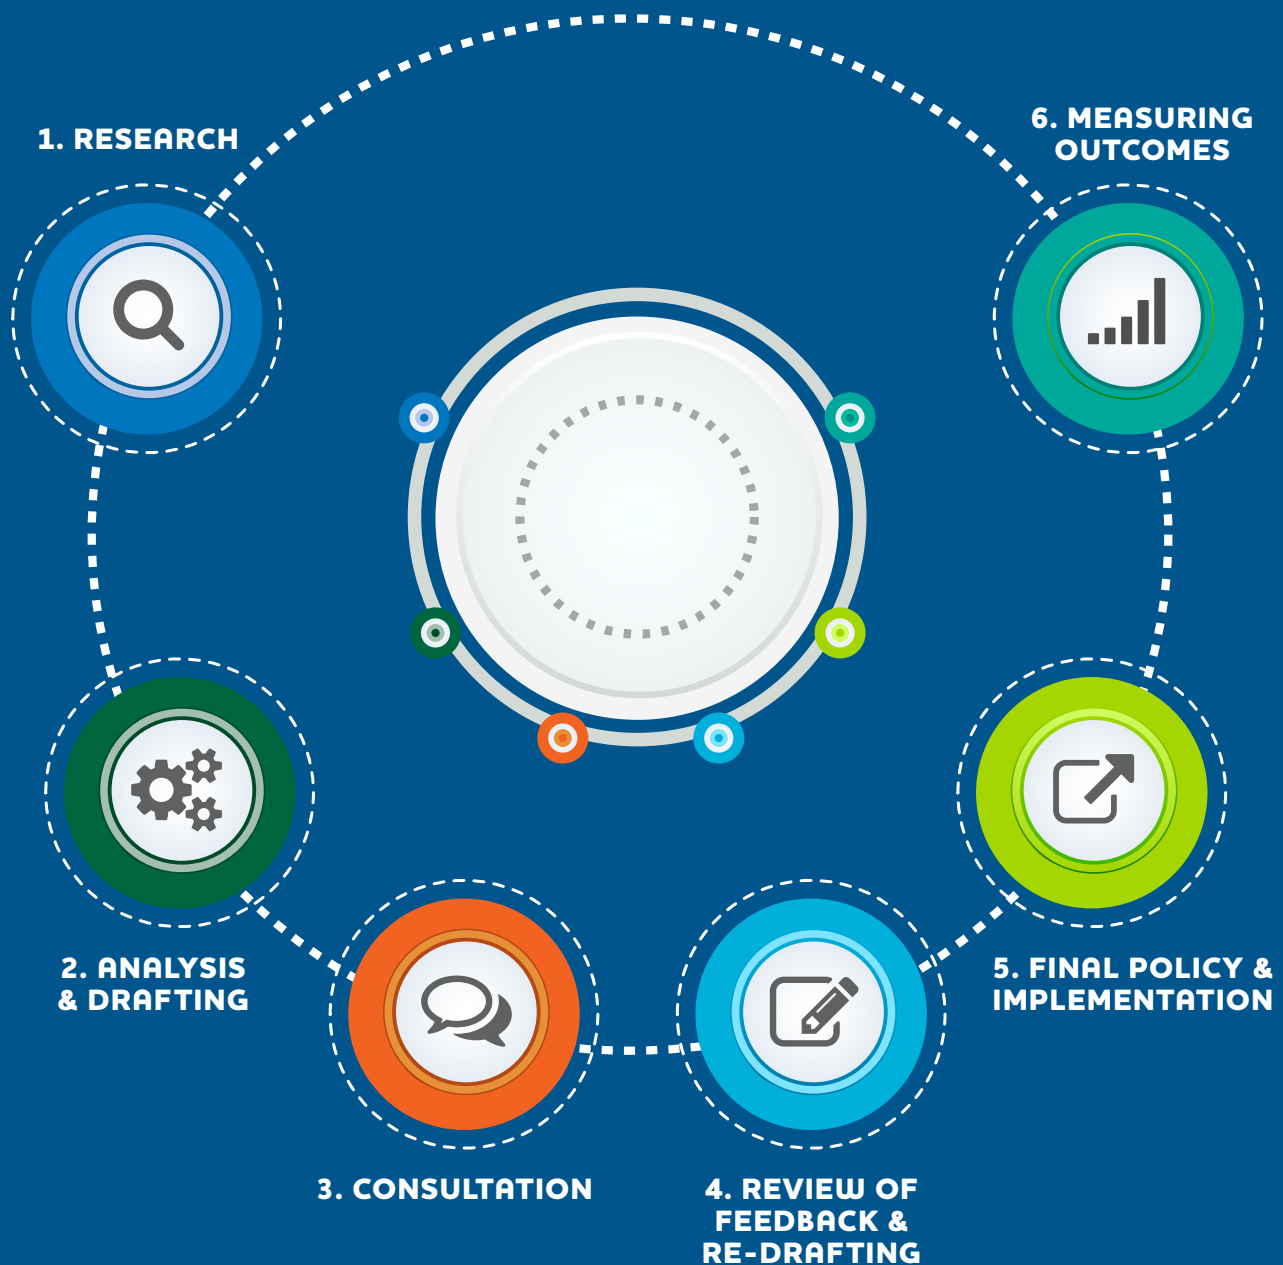 1. RESEARCH
2. ANALYSIS
& DRAFTING
3. CONSULTATION
4. REVIEW OF
FEEDBACK &
RE-DRAFTING
5. FINAL POLICY &
IMPLEMENTATION
6. MEASURING
OUTCOMES